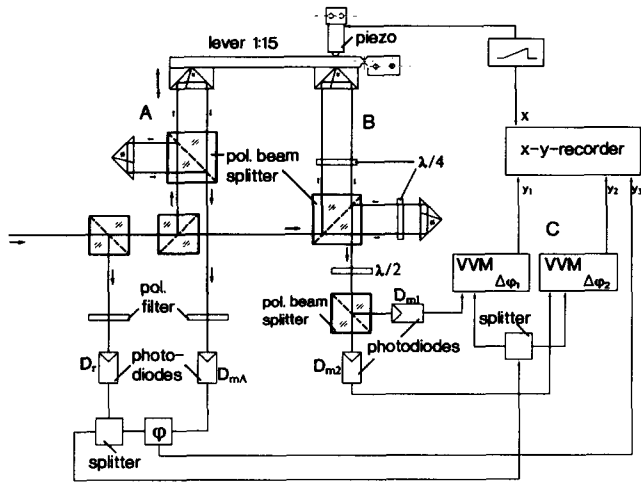 lever 1:15
piezo
A
B
x
pol. beam
splitter
λ/4
x-y-recorder
y₁
y₂
y₃
C
λ/2
VVM
Δφ₁
VVM
Δφ₂
pol.
filter
pol. beam
splitter
Dm1
photodiodes
splitter
Dr
photo-
diodes
DmA
Dm2
φ
splitter